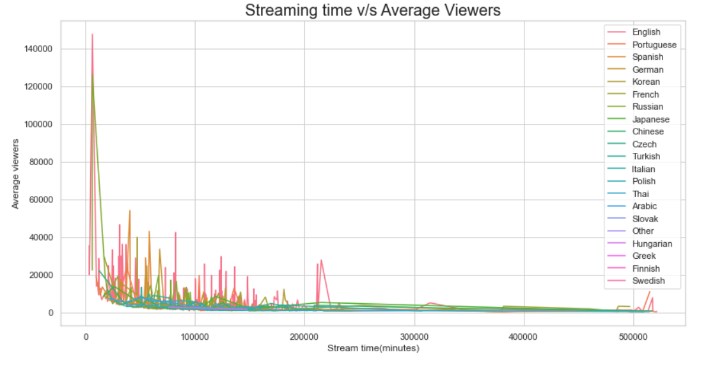 Streaming time v/s Average Viewers
Average viewers
140000
120000
100000
80000
60000
40000
20000
0
0
100000
200000
300000
400000
500000
Stream time(minutes)
English
Portuguese
Spanish
German
Korean
French
Russian
Japanese
Chinese
Czech
Turkish
Italian
Polish
Thai
Arabic
Slovak
Other
Hungarian
Greek
Finnish
Swedish